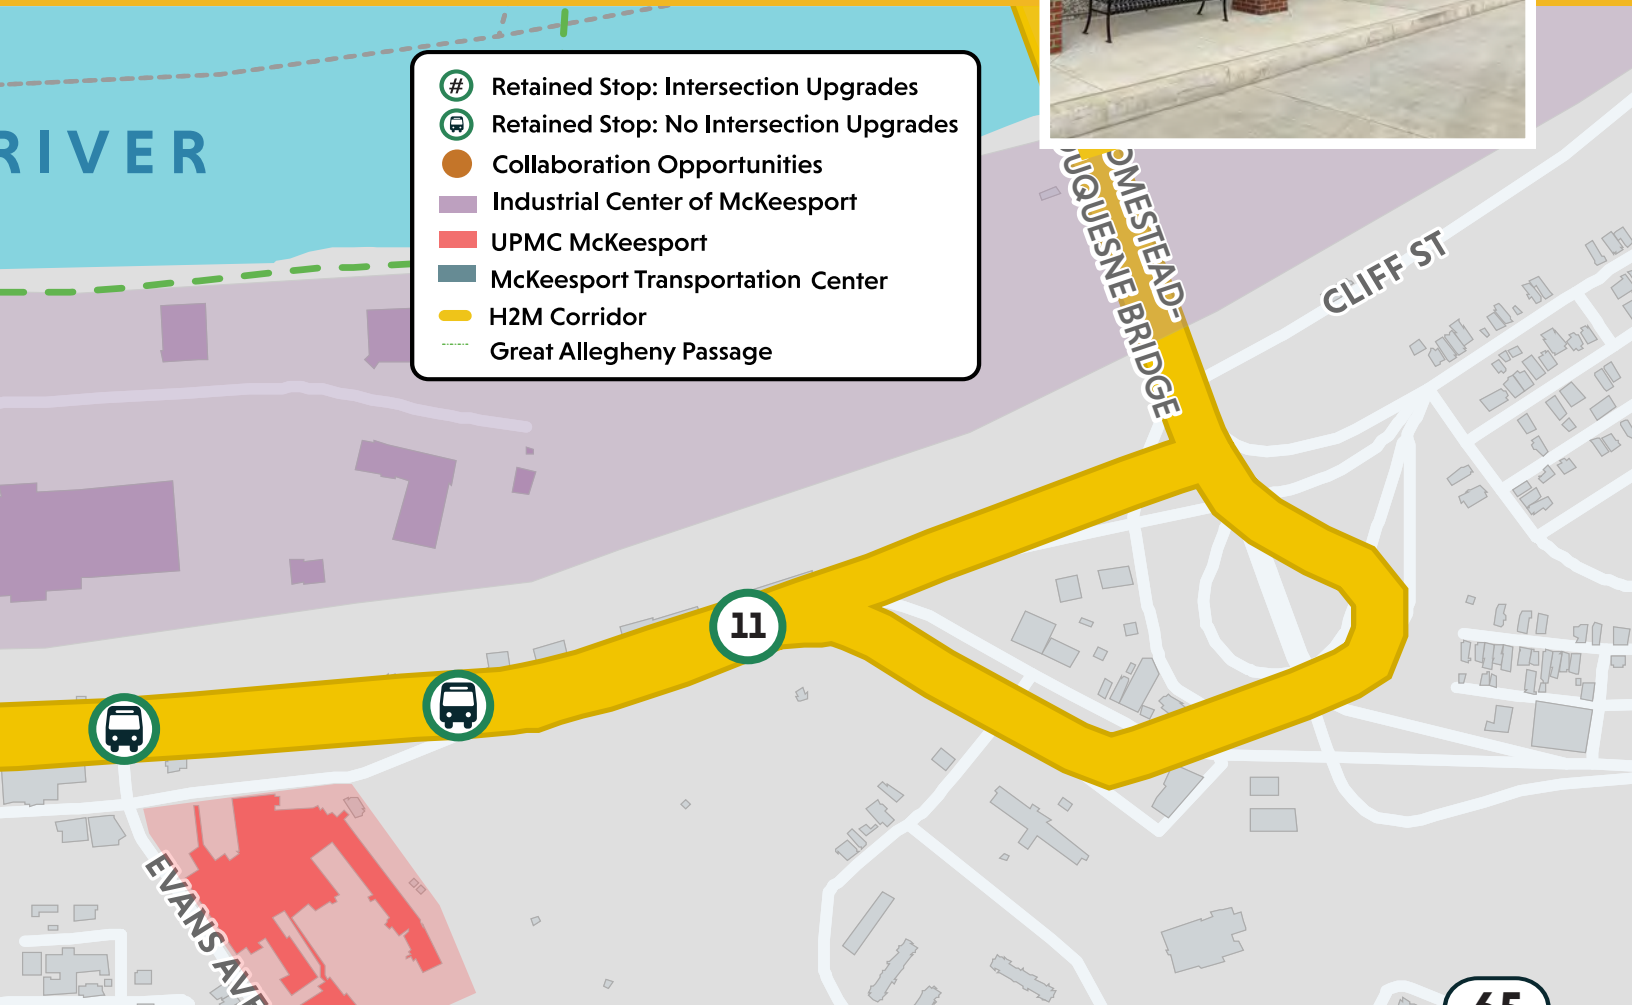 RIVER
#
Retained Stop: Intersection Upgrades
Retained Stop: No Intersection Upgrades
Collaboration Opportunities
Industrial Center of McKeesport
UPMC McKeesport
McKeesport Transportation Center
H2M Corridor
Great Allegheny Passage
OMESTEAD-
UQUESNE BRIDGE
CLIFF ST
11
EVANS AVE